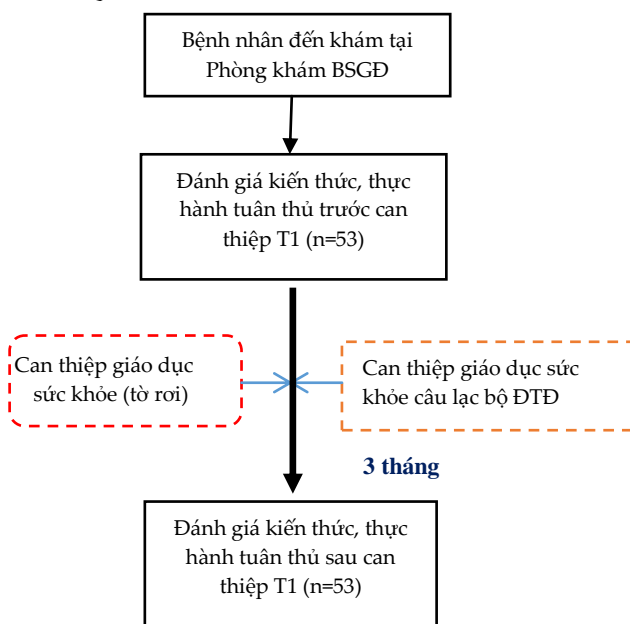 Bệnh nhân đến khám tại
Phòng khám BSGĐ
Đánh giá kiến thức, thực
hành tuân thủ trước can
thiệp T1 (n=53)
Can thiệp giáo dục
sức khỏe (tờ rơi)
Can thiệp giáo dục sức
khỏe câu lạc bộ ĐTĐ
3 tháng
Đánh giá kiến thức, thực
hành tuân thủ sau can
thiệp T1 (n=53)